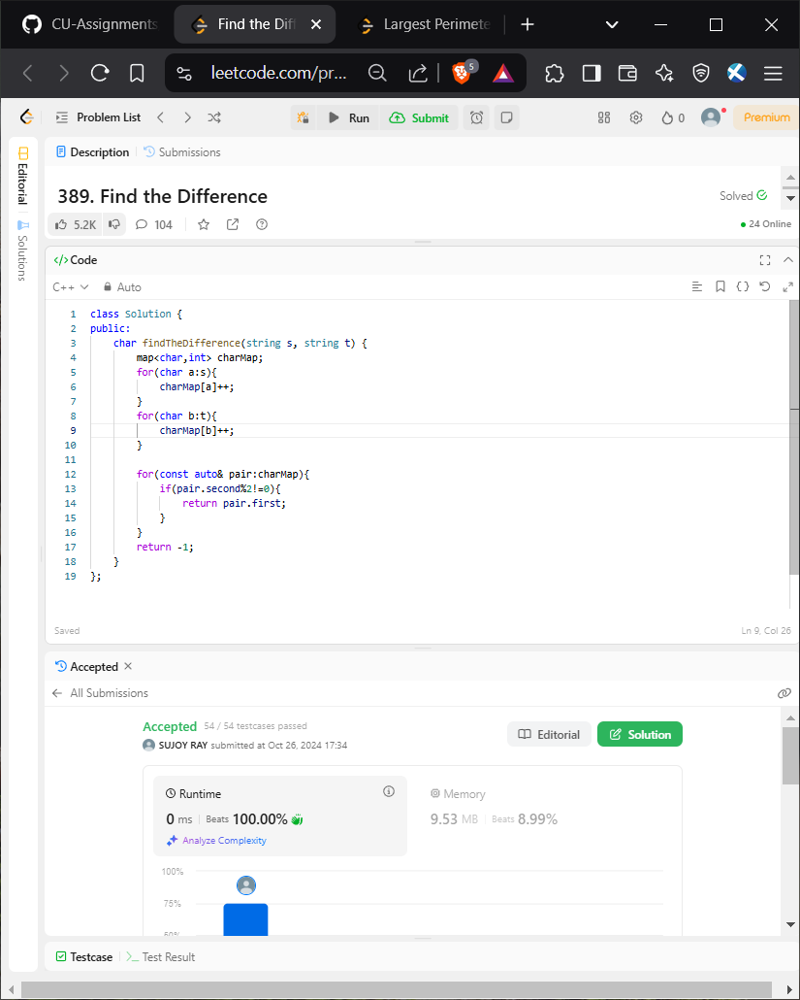 CU-Assignments
Find the Diff
Largest Perimete
leetcode.com/pr...
5
Problem List
Run
Submit
0
Premium
Editorial
Solutions
Description
Submissions
389. Find the Difference
Solved
5.2K
104
24 Online
</> Code
C++
Auto
1 class Solution {
2 public:
3     char findTheDifference(string s, string t) {
4         map<char,int> charMap;
5         for(char a:s){
6             charMap[a]++;
7         }
8         for(char b:t){
9             charMap[b]++;
10         }
11
12         for(const auto& pair:charMap){
13             if(pair.second%2!=0){
14                 return pair.first;
15             }
16         }
17         return -1;
18     }
19 };
Saved
Ln 9, Col 26
Accepted
All Submissions
Accepted 54 / 54 testcases passed
SUJOY RAY submitted at Oct 26, 2024 17:34
Editorial
Solution
Runtime
0 ms Beats 100.00%
Analyze Complexity
Memory
9.53 MB Beats 8.99%
100%
75%
Testcase
Test Result